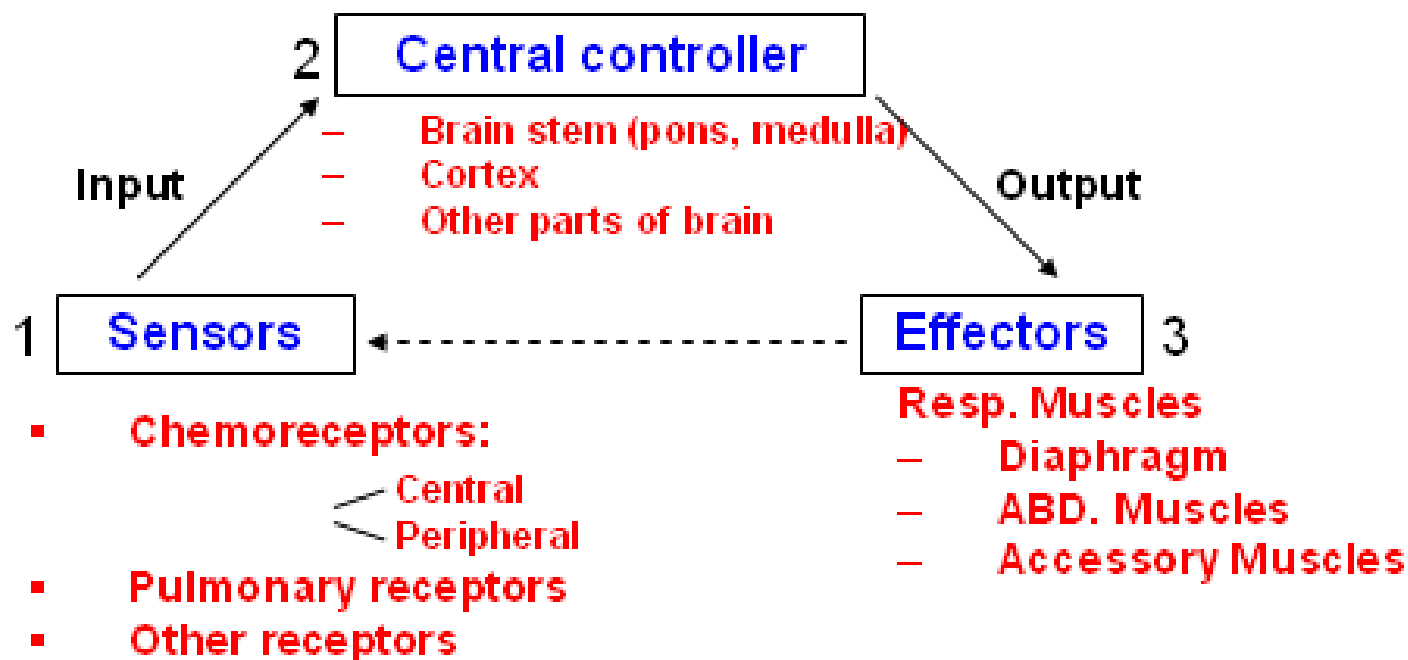 2 Central controller
– Brain stem (pons, medulla)
– Cortex
– Other parts of brain
Input
Output
1 Sensors
Effectors 3
▪ Chemoreceptors:
Central
Peripheral
▪ Pulmonary receptors
▪ Other receptors
Resp. Muscles
– Diaphragm
– ABD. Muscles
– Accessory Muscles